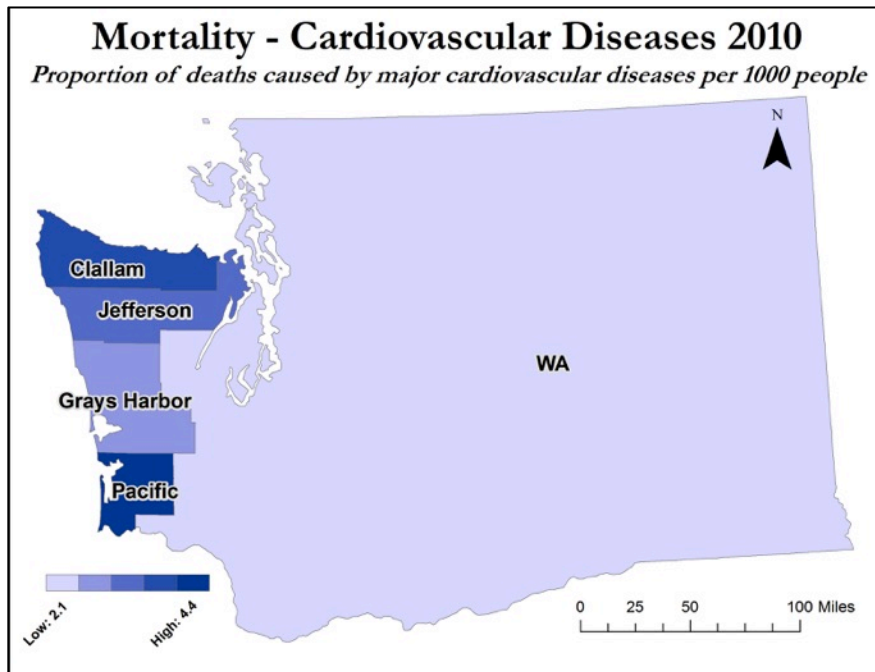 Mortality - Cardiovascular Diseases 2010
Proportion of deaths caused by major cardiovascular diseases per 1000 people
N
Clallam
Jefferson
WA
Grays Harbor
Pacific
Low: 2.1
High: 4.4
0 25 50 100 Miles